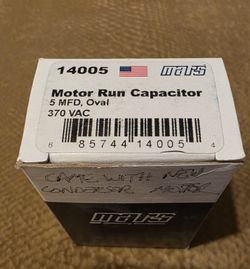 14005 mars
Motor Run Capacitor
5 MFD, Oval
370 VAC
6 85744 14005 4
CAME WITH NEW
CONDENSER MOTOR
mars